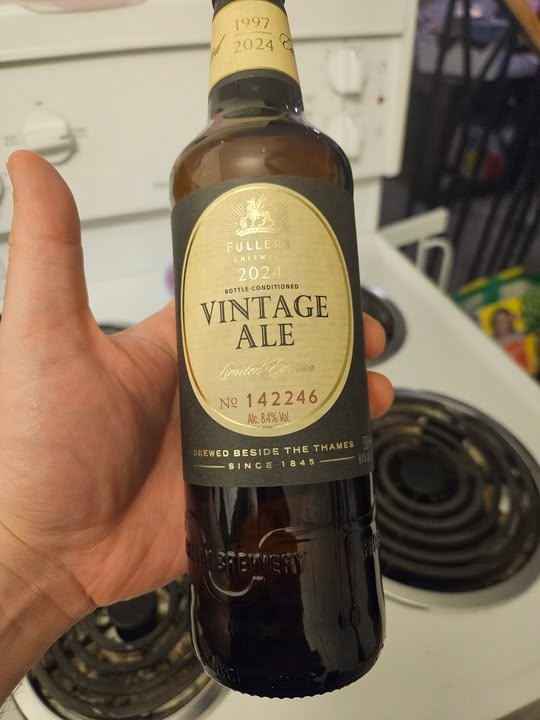 1997
2024
FULLER'S
CHISWICK
2024
BOTTLE-CONDITIONED
VINTAGE
ALE
Limited Edition
No 142246
Alc. 8.4% Vol.
BREWED BESIDE THE THAMES
SINCE 1845
BREWERY